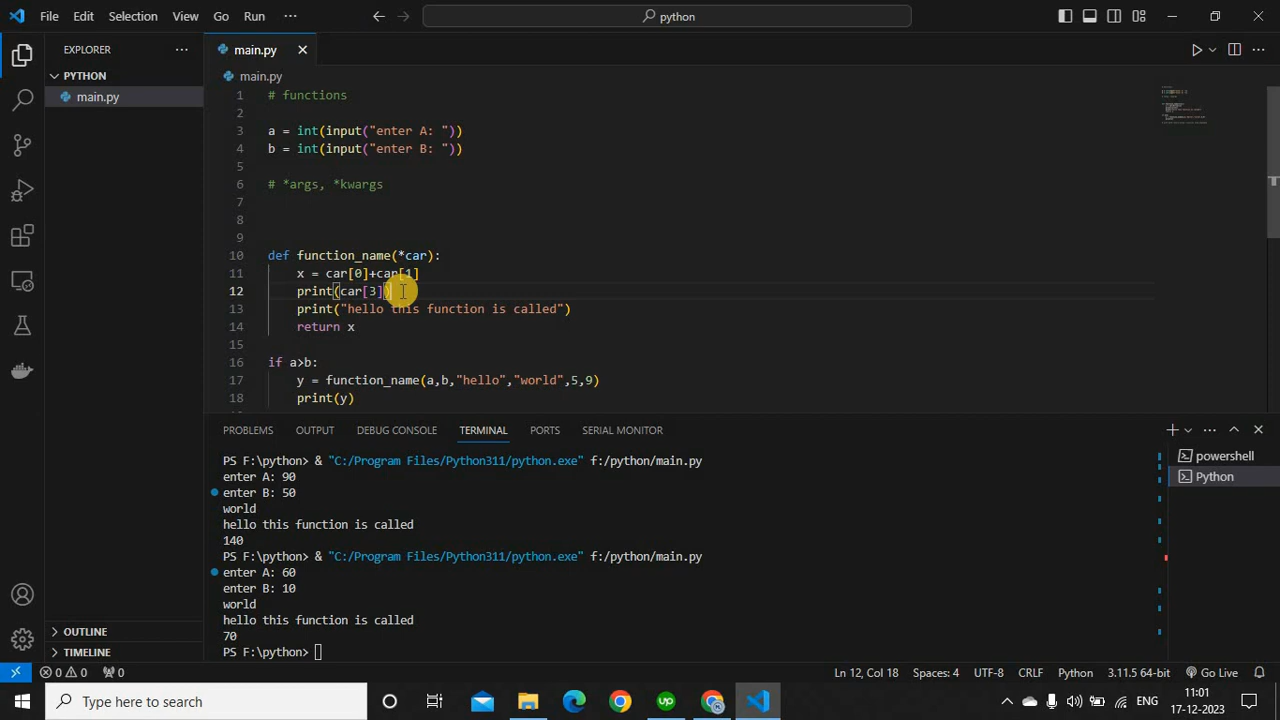 File Edit Selection View Go Run ··· python
EXPLORER ···
PYTHON
main.py
OUTLINE
TIMELINE
main.py
main.py
1 # functions
2
3 a = int(input("enter A: "))
4 b = int(input("enter B: "))
5
6 # *args, *kwargs
7
8
9
10 def function_name(*car):
11 x = car[0]+car[1]
12 print(car[3])
13 print("hello this function is called")
14 return x
15
16 if a>b:
17 y = function_name(a,b,"hello","world",5,9)
18 print(y)
PROBLEMS OUTPUT DEBUG CONSOLE TERMINAL PORTS SERIAL MONITOR
PS F:\python> & "C:/Program Files/Python311/python.exe" f:/python/main.py
enter A: 90
enter B: 50
world
hello this function is called
140
PS F:\python> & "C:/Program Files/Python311/python.exe" f:/python/main.py
enter A: 60
enter B: 10
world
hello this function is called
70
PS F:\python>
powershell
Python
0 0 0 Ln 12, Col 18 Spaces: 4 UTF-8 CRLF Python 3.11.5 64-bit Go Live
Type here to search
up
ENG
11:01
17-12-2023